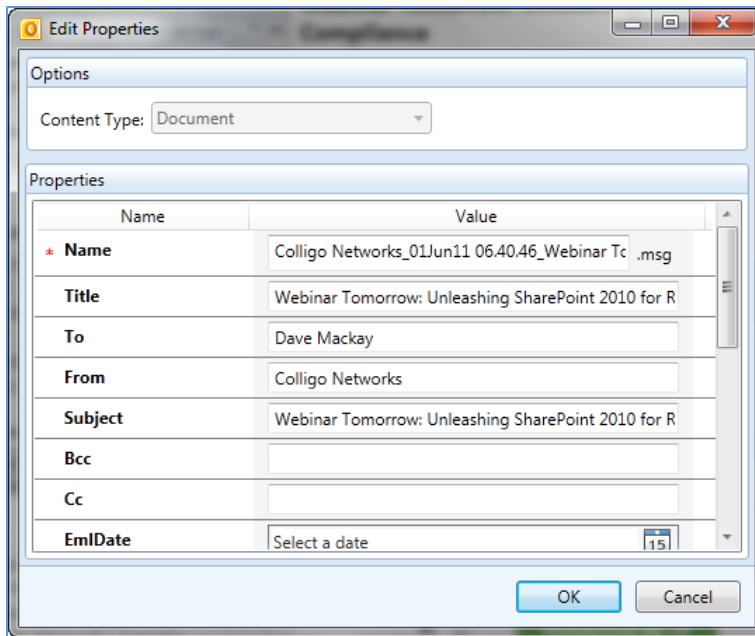 Edit Properties
Compliance
Options
Content Type: Document
Properties
Name Value
* Name Colligo Networks_01Jun11 06.40.46_Webinar Tc .msg
Title Webinar Tomorrow: Unleashing SharePoint 2010 for R
To Dave Mackay
From Colligo Networks
Subject Webinar Tomorrow: Unleashing SharePoint 2010 for R
Bcc
Cc
EmlDate Select a date 15
OK Cancel